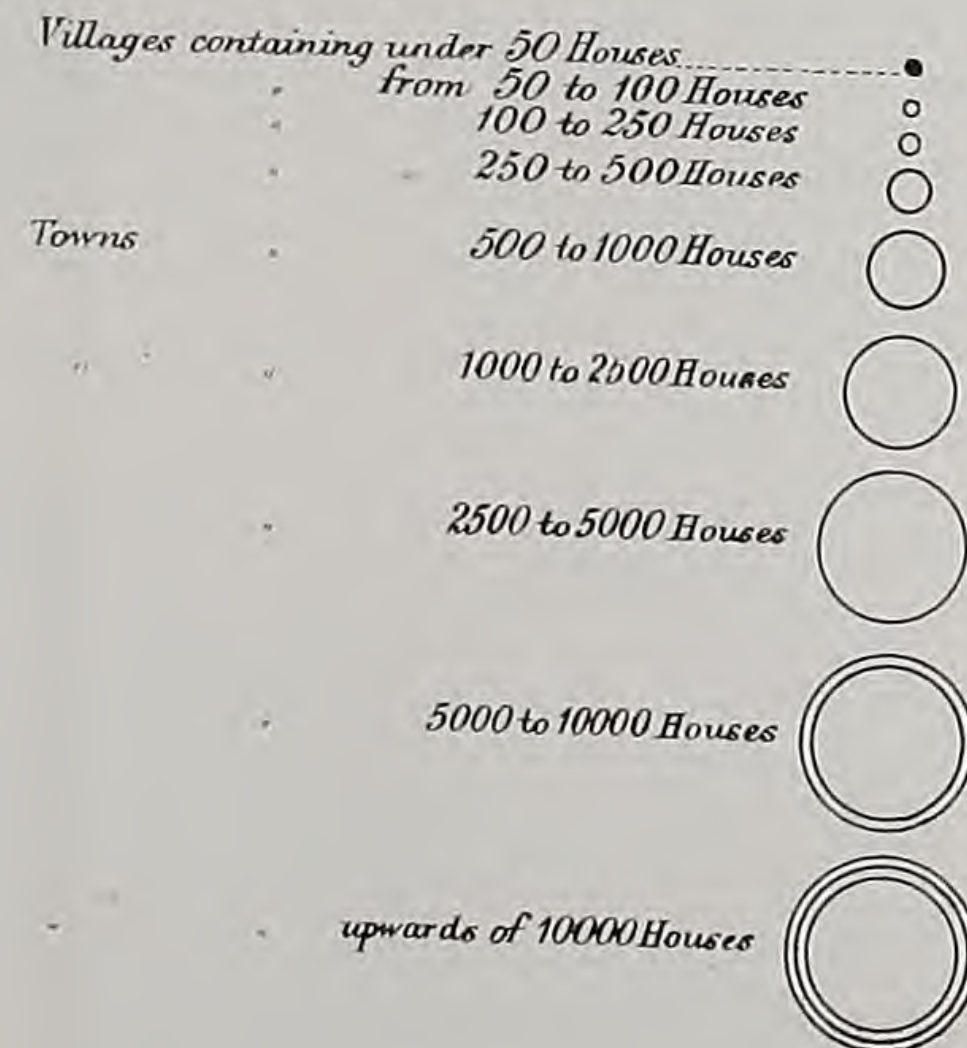 Villages containing under 50 Houses
" from 50 to 100 Houses
" 100 to 250 Houses
" 250 to 500 Houses
Towns " 500 to 1000 Houses
" " 1000 to 2500 Houses
" 2500 to 5000 Houses
" 5000 to 10000 Houses
" " upwards of 10000 Houses